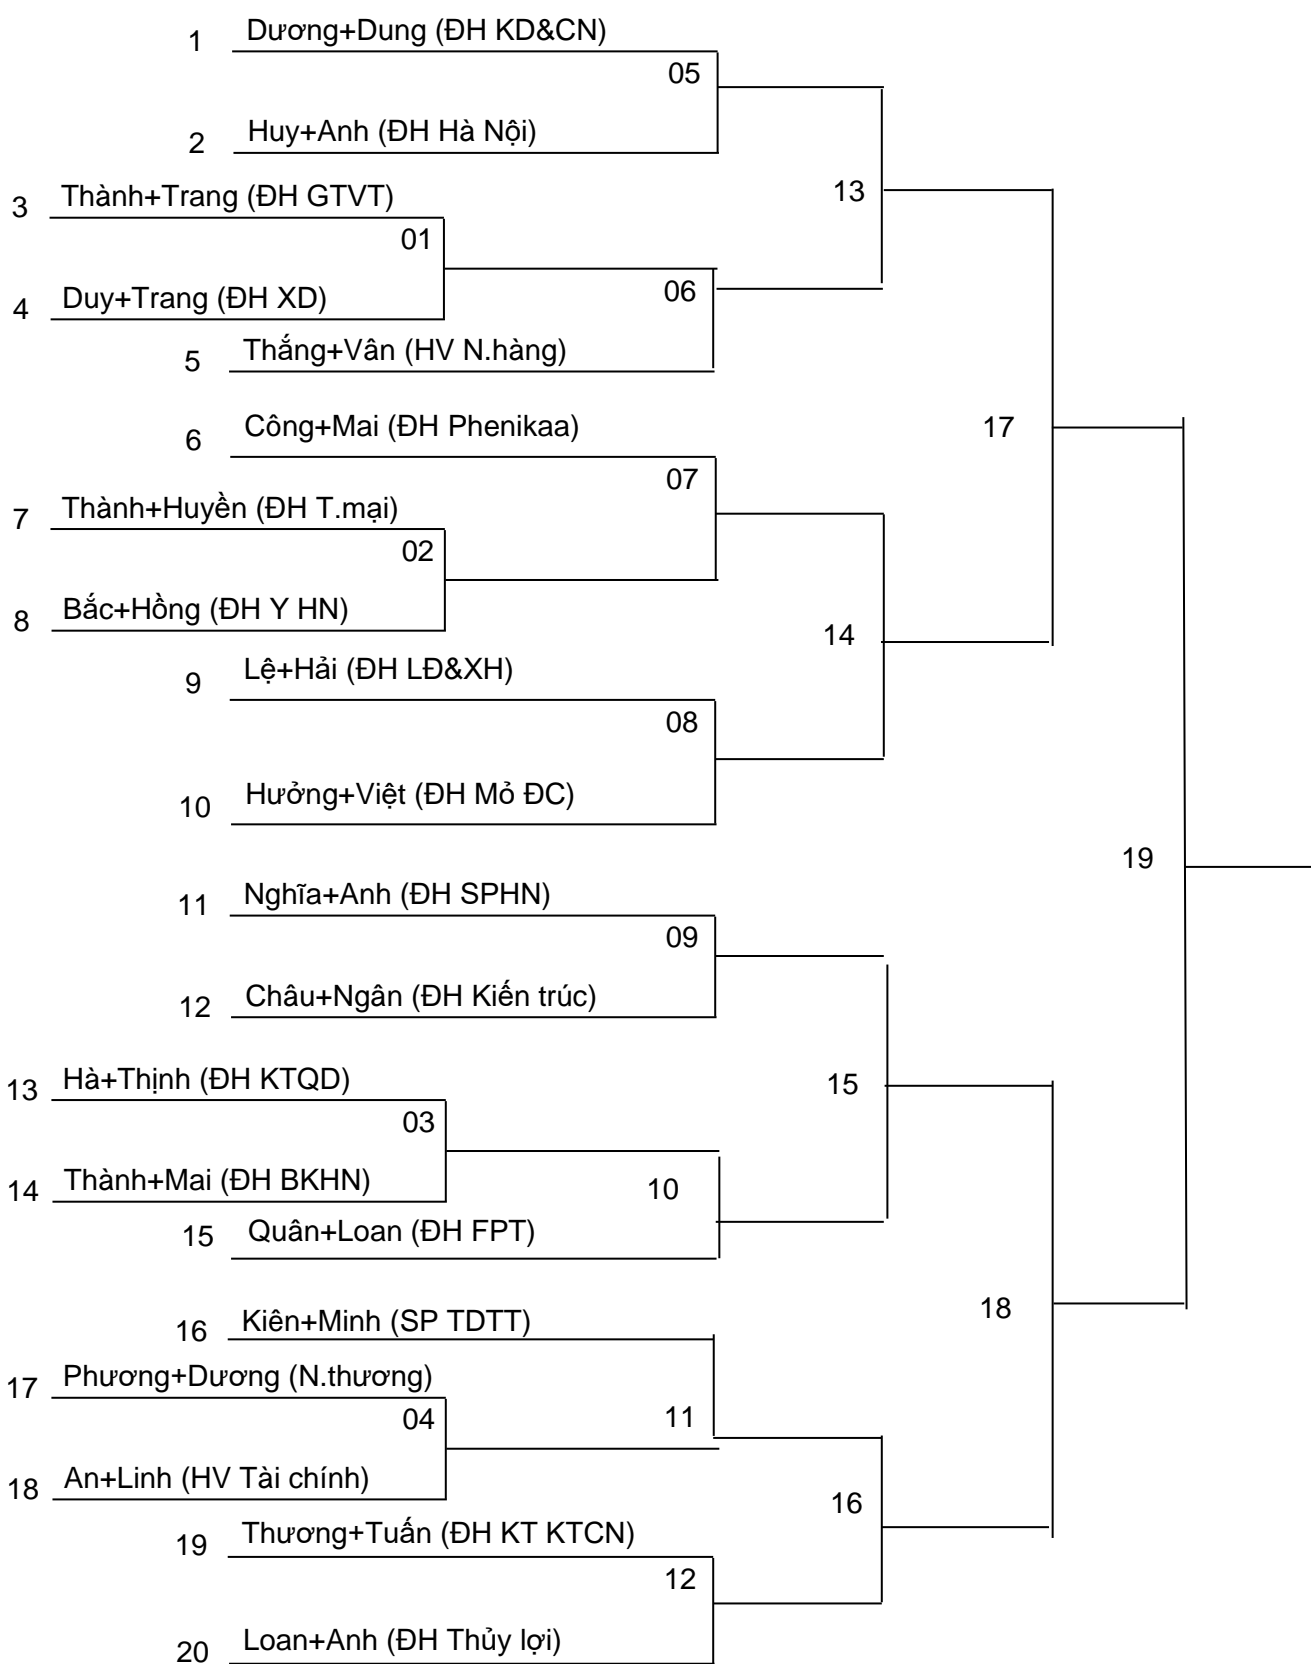 1 Dương+Dung (ĐH KD&CN)
05
2 Huy+Anh (ĐH Hà Nội)
13
3 Thành+Trang (ĐH GTVT)
01
4 Duy+Trang (ĐH XD)
06
5 Thắng+Vân (HV N.hàng)
17
6 Công+Mai (ĐH Phenikaa)
07
7 Thành+Huyền (ĐH T.mại)
02
8 Bắc+Hồng (ĐH Y HN)
14
9 Lệ+Hải (ĐH LĐ&XH)
08
10 Hưởng+Việt (ĐH Mỏ ĐC)
19
11 Nghĩa+Anh (ĐH SPHN)
09
12 Châu+Ngân (ĐH Kiến trúc)
13 Hà+Thịnh (ĐH KTQD)
15
03
14 Thành+Mai (ĐH BKHN)
10
15 Quân+Loan (ĐH FPT)
18
16 Kiên+Minh (SP TDTT)
17 Phương+Dương (N.thương)
04
11
18 An+Linh (HV Tài chính)
16
19 Thương+Tuấn (ĐH KT KTCN)
12
20 Loan+Anh (ĐH Thủy lợi)